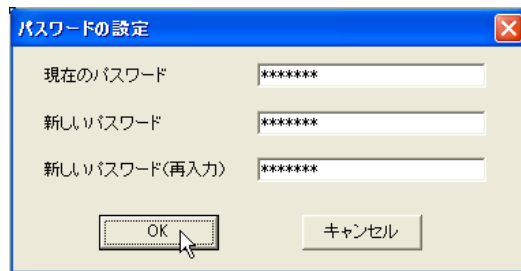 パスワードの設定
現在のパスワード *******
新しいパスワード *******
新しいパスワード(再入力) *******
OK キャンセル